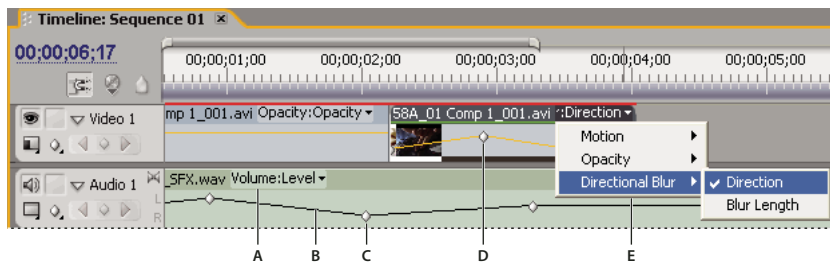 Timeline: Sequence 01
00;00;06;17
00;00;01;00 00;00;02;00 00;00;03;00 00;00;04;00 00;00;05;00
Video 1
mp 1_001.avi Opacity:Opacity
58A_01 Comp 1_001.avi :Direction
Motion
Opacity
Directional Blur
Direction
Blur Length
Audio 1
_SFX.wav Volume:Level
L
R
A B C D E